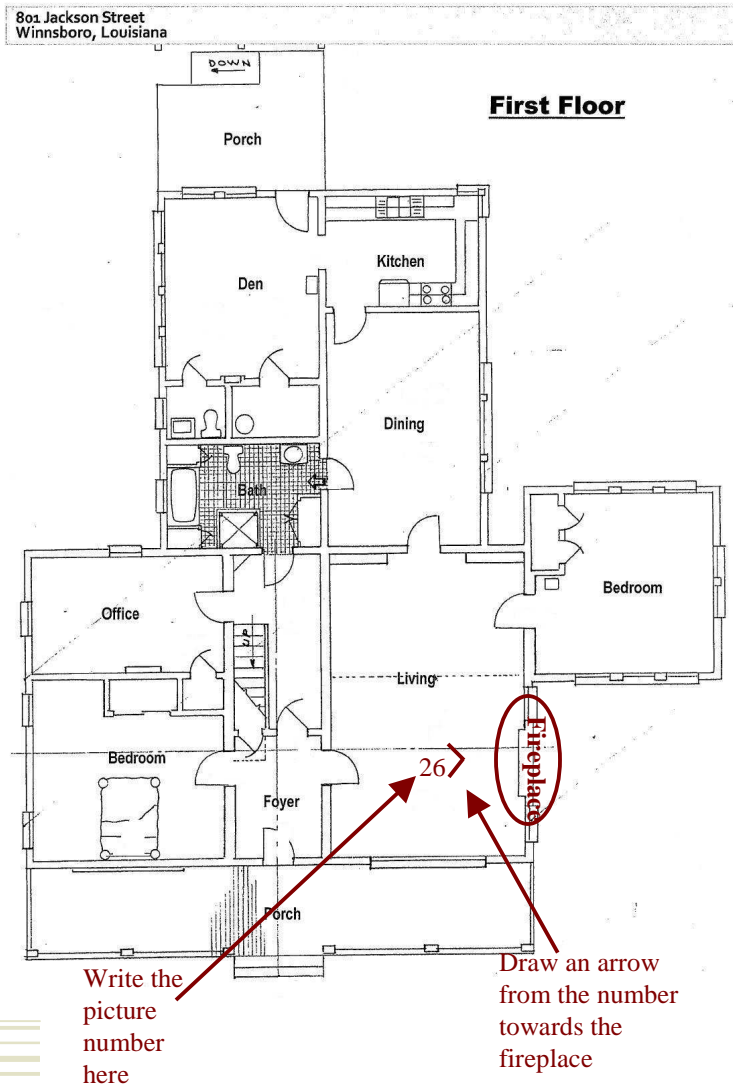 801 Jackson Street
Winnsboro, Louisiana
DOWN
First Floor
Porch
Kitchen
Den
Dining
Bath
Bedroom
Office
UP
Living
Fireplace
Bedroom
26
Foyer
Porch
Write the
picture
number
here
Draw an arrow
from the number
towards the
fireplace